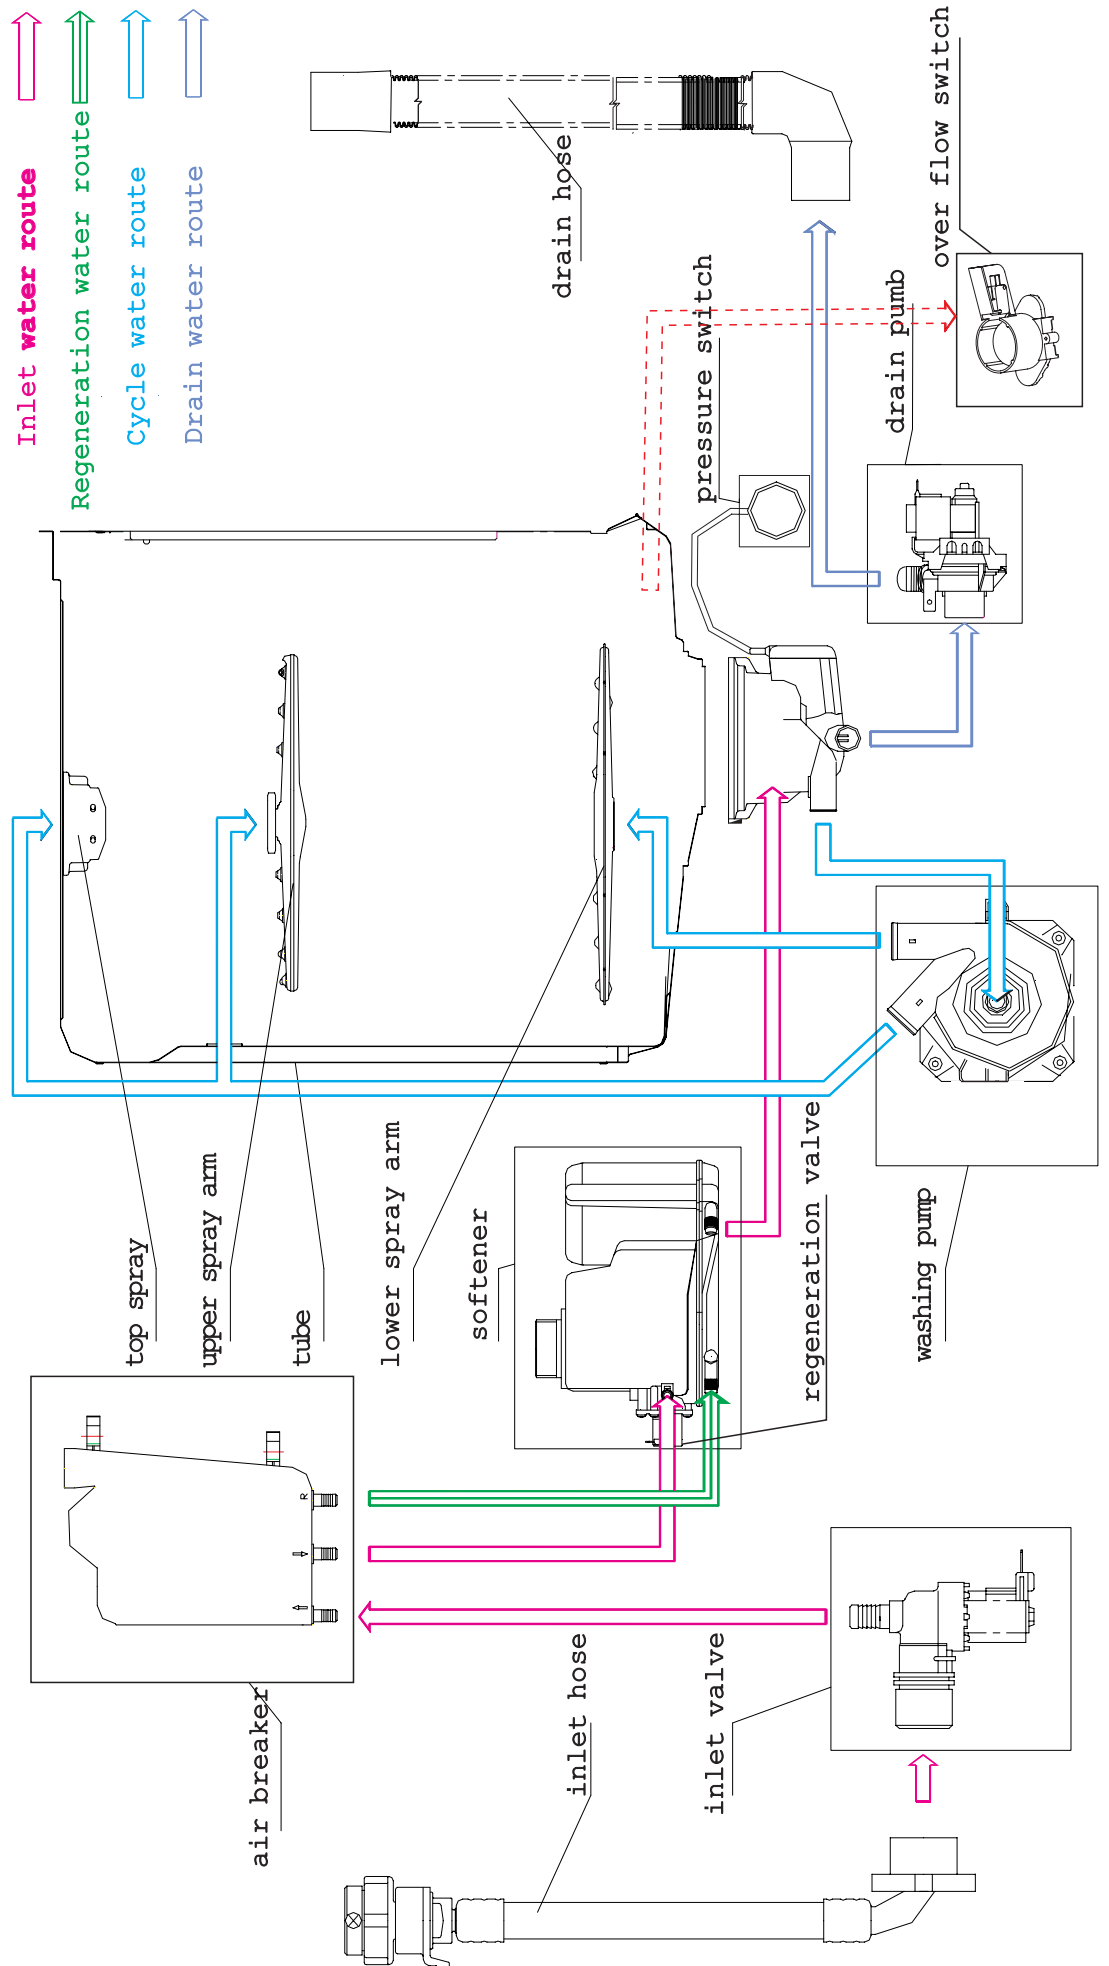 Inlet water route
Regeneration water route
Cycle water route
Drain water route
drain hose
over flow switch
pressure switch
drain pumb
top spray
upper spray arm
tube
lower spray arm
softener
regeneration valve
washing pump
R
air breaker
inlet hose
inlet valve